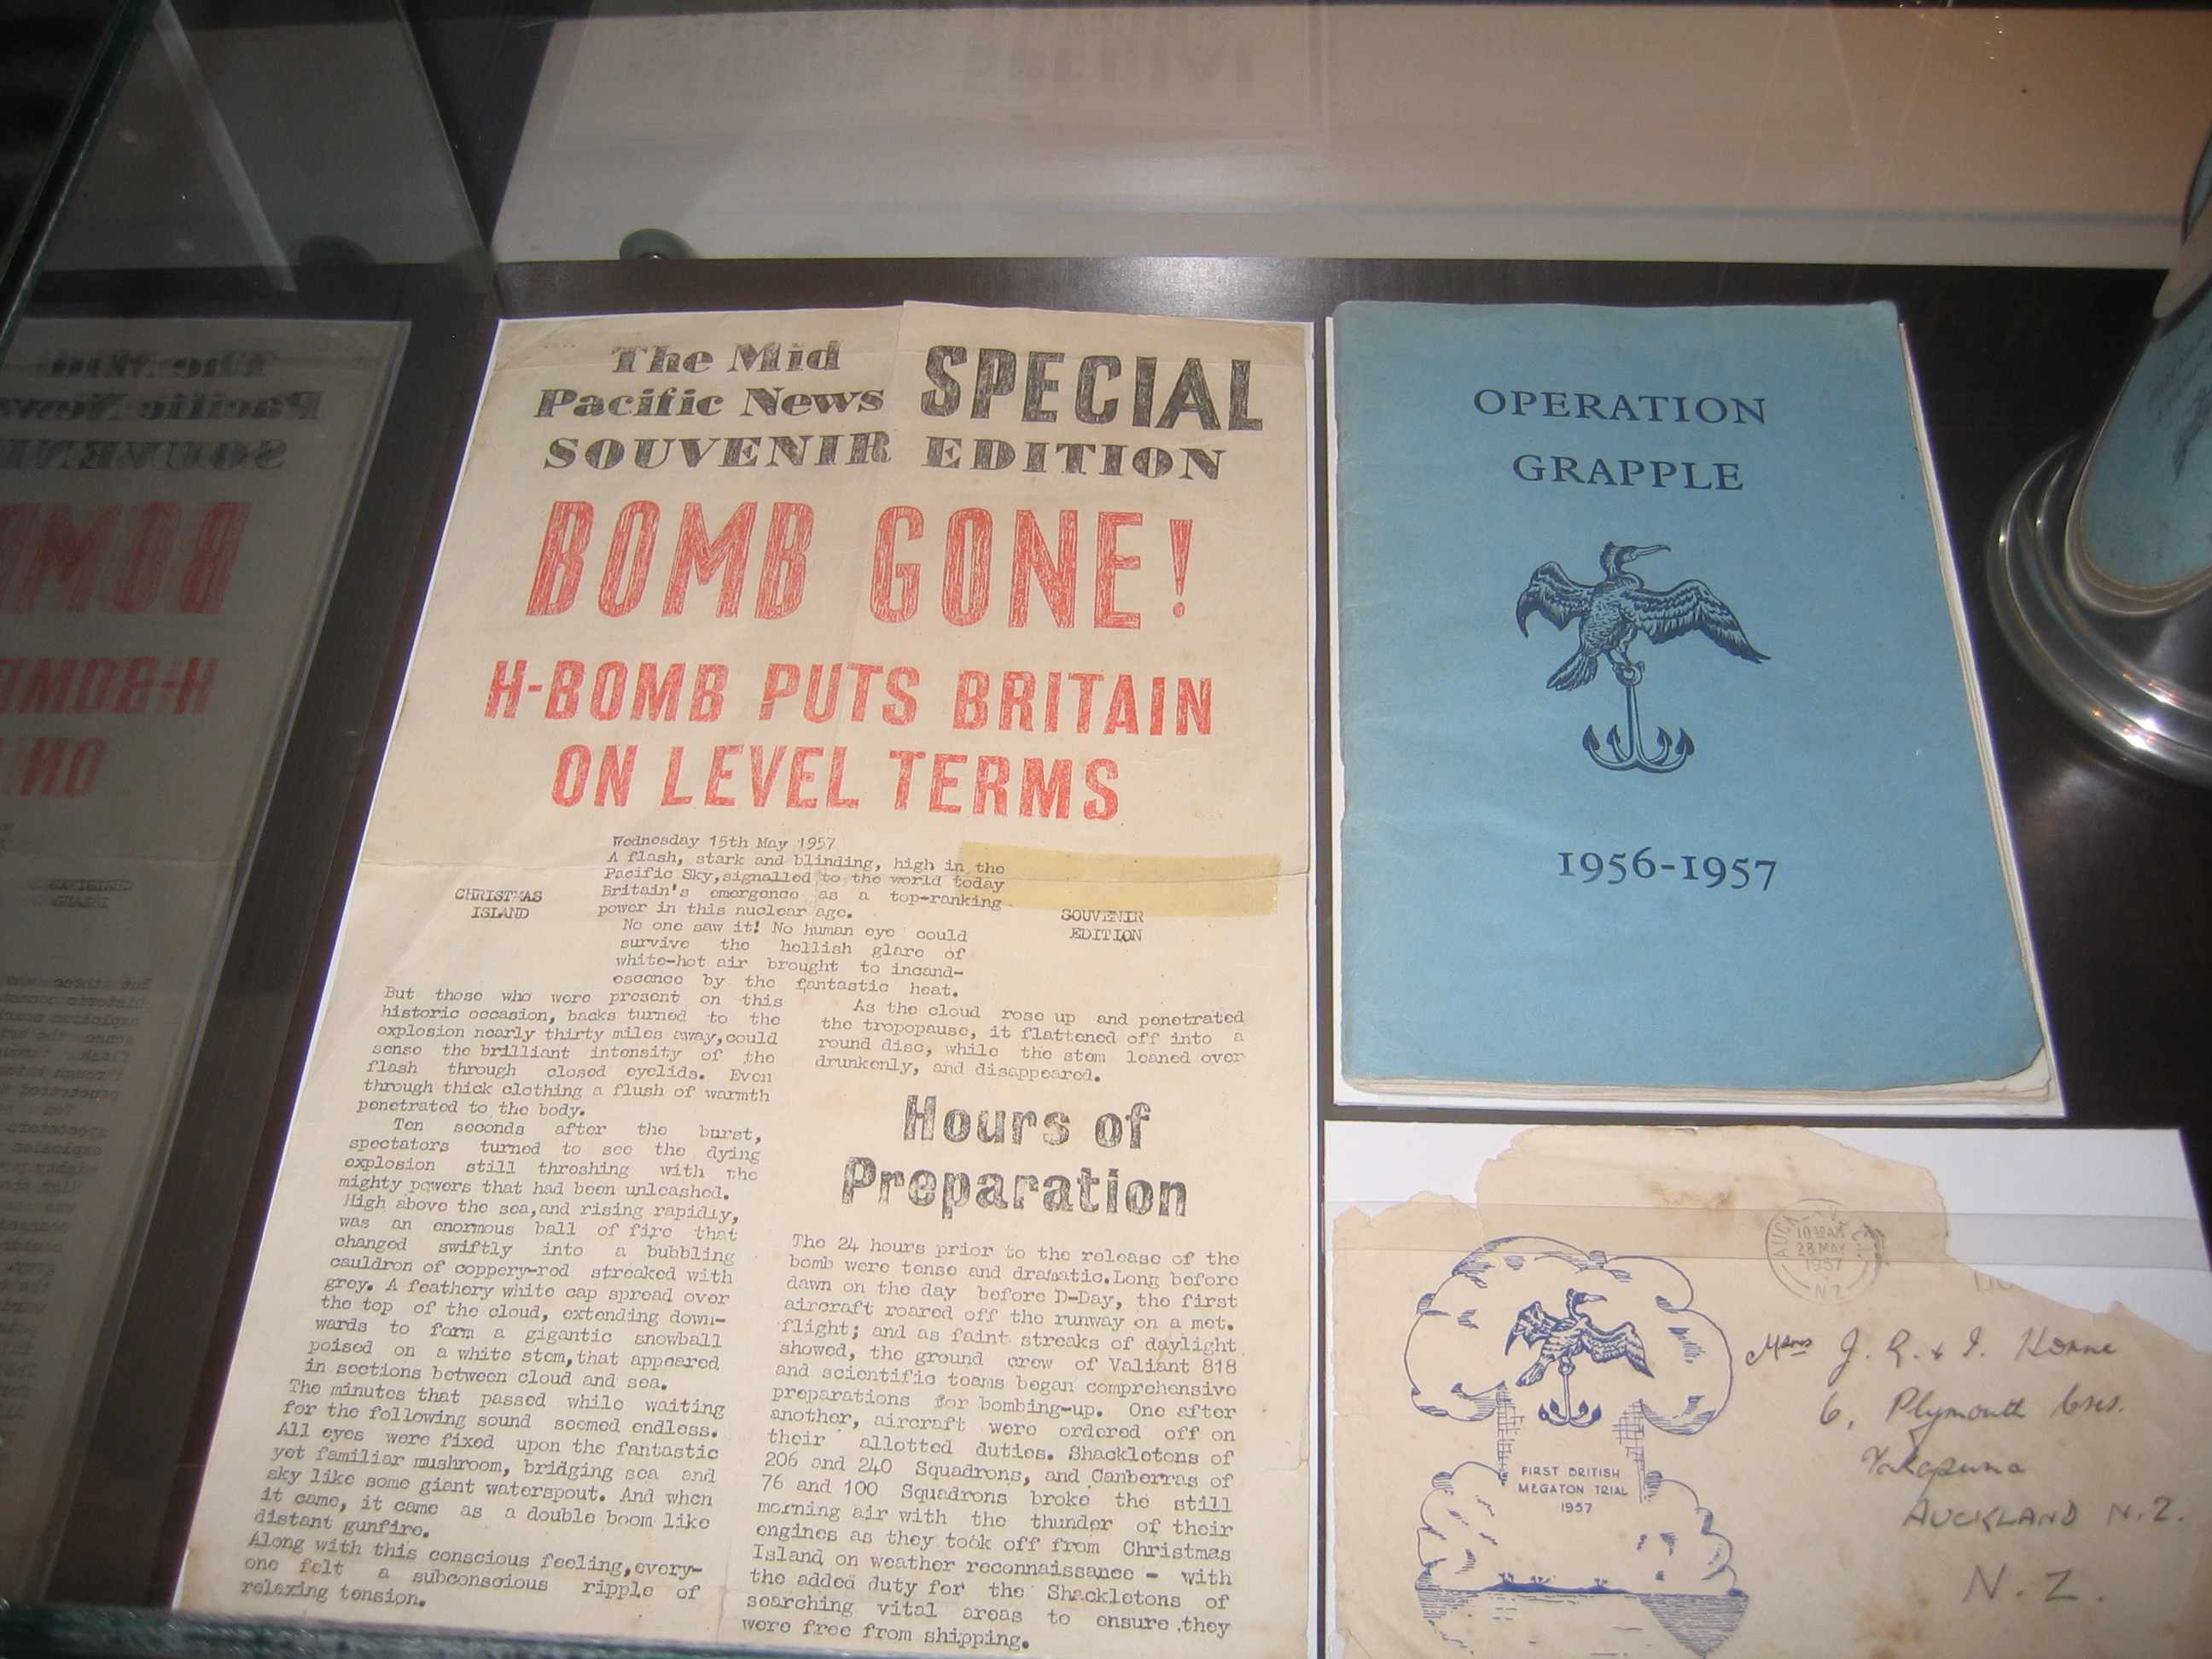 The Mid
Pacific News
SPECIAL
SOUVENIR EDITION
BOMB GONE!
H-BOMB PUTS BRITAIN
ON LEVEL TERMS
Wednesday 15th May 1957
A flash, stark and blinding, high in the
Pacific Sky, signalled to the world today
Britain's emergence as a top-ranking
power in this nuclear age.
CHRISTMAS
ISLAND
SOUVENIR
EDITION
No one saw it! No human eye could
survive the hellish glare of
white-hot air brought to incand-
escence by the fantastic heat.
But those who were present on this
historic occasion, backs turned to the
explosion nearly thirty miles away, could
sense the brilliant intensity of the
flash through closed eyelids. Even
through thick clothing a flush of warmth
penetrated to the body.
Ten seconds after the burst,
spectators turned to see the dying
explosion still threshing with the
mighty powers that had been unleashed.
High above the sea, and rising rapidly,
was an enormous ball of fire that
changed swiftly into a bubbling
cauldron of coppery-red streaked with
grey. A feathery white cap spread over
the top of the cloud, extending down-
wards to form a gigantic snowball
poised on a white stem, that appeared
in sections between cloud and sea.
The minutes that passed while waiting
for the following sound seemed endless.
All eyes were fixed upon the fantastic
yet familiar mushroom, bridging sea and
sky like some giant waterspout. And when
it came, it came as a double boom like
distant gunfire.
Along with this conscious feeling, every-
one felt a subconscious ripple of
relaxing tension.
As the cloud rose up and penetrated
the tropopause, it flattened off into a
round disc, while the stem leaned over
drunkenly, and disappeared.
Hours of
Preparation
The 24 hours prior to the release of the
bomb were tense and dramatic. Long before
dawn on the day before D-Day, the first
aircraft roared off the runway on a met.
flight; and as faint streaks of daylight
showed, the ground crew of Valiant 818
and scientific teams began comprehensive
preparations for bombing-up. One after
another, aircraft were ordered off on
their allotted duties. Shackletons of
206 and 240 Squadrons, and Canberras of
76 and 100 Squadrons broke the still
morning air with the thunder of their
engines as they took off from Christmas
Island on weather reconnaissance - with
the added duty for the Shackletons of
searching vital areas to ensure they
were free from shipping.
OPERATION
GRAPPLE
1956-1957
10 30 AM
28 MAY
1957
N.Z.
FIRST BRITISH
MEGATON TRIAL
1957
J. R. & I. Horne
6, Plymouth Cres.
Takapuna
AUCKLAND N.Z.
N.Z.